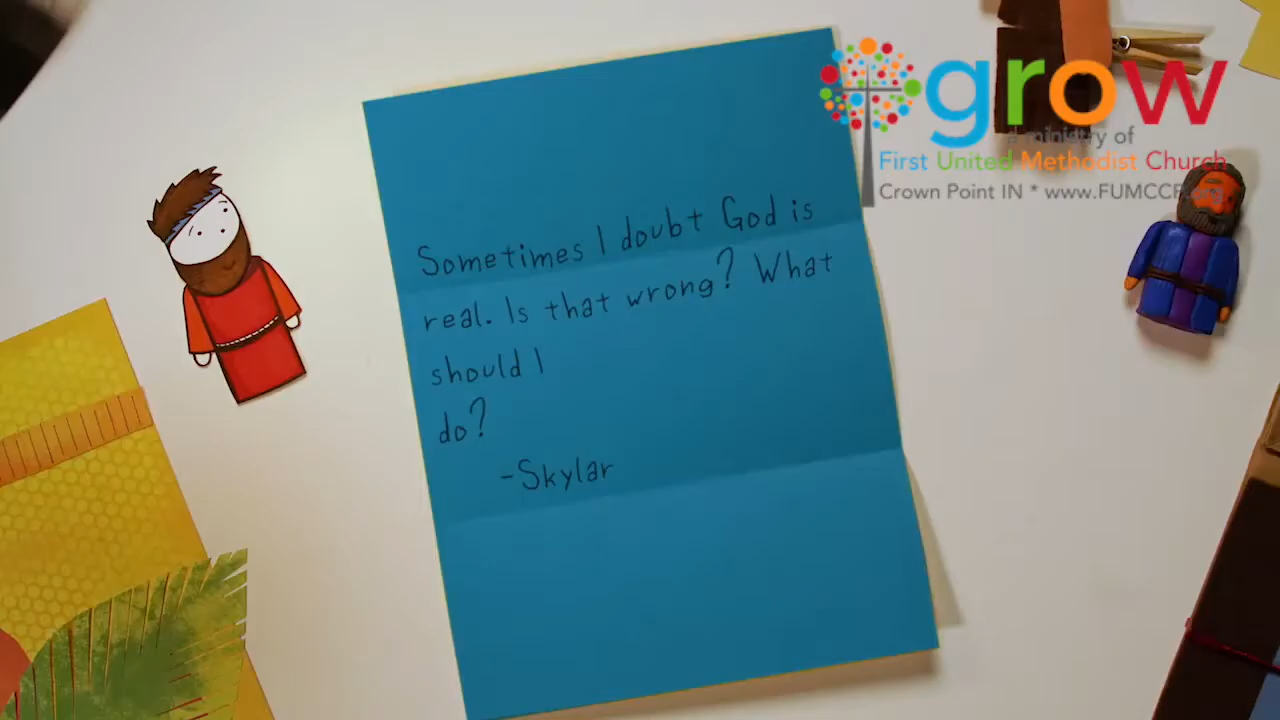 grow
a ministry of
First United Methodist Church
Crown Point IN * www.FUMCCP.org
Sometimes I doubt God is
real. Is that wrong? What
should I
do?
-Skylar